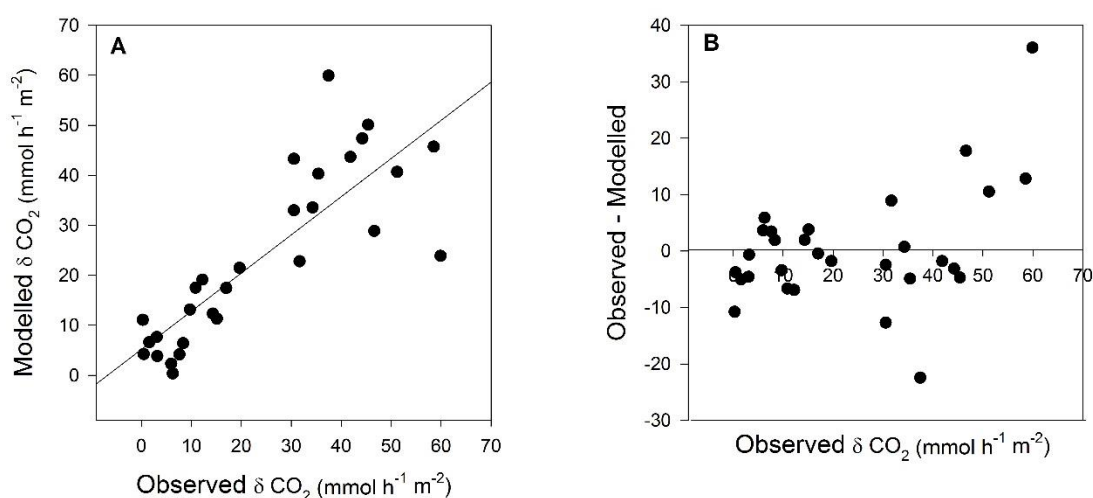 A
70
60
50
40
30
20
10
0
0 10 20 30 40 50 60 70
Modelled δ CO₂ (mmol h⁻¹ m⁻²)
Observed δ CO₂ (mmol h⁻¹ m⁻²)
B
40
30
20
10
0
-10
-20
-30
0 10 20 30 40 50 60 70
Observed - Modelled
Observed δ CO₂ (mmol h⁻¹ m⁻²)